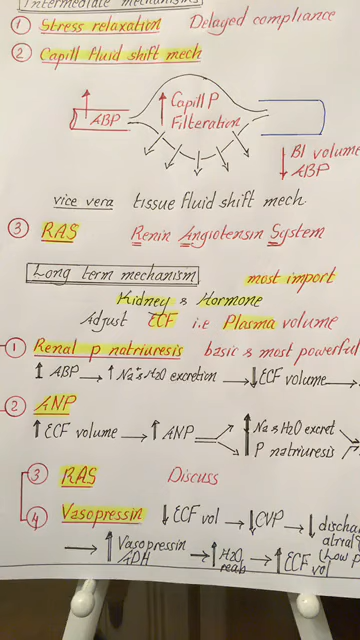 Intermediate mechanisms
① Stress relaxation Delayed compliance
② Capill fluid shift mech
↑ ABP ↑ Capill P Filteration
↓ Bl volume
ABP
vice vera tissue fluid shift mech.
③ RAS Renin Angiotensin System
Long term mechanism most import
Kidney & Hormone
Adjust ECF i.e Plasma volume
① Renal p natriuresis basic & most powerful
↑ ABP → ↑ Na⁺& H2O excretion → ↓ ECF volume →
② ANP
↑ ECF volume → ↑ ANP ⇒ ↑ Na & H2O excret
P natriuresis
③ RAS Discuss
④ Vasopressin ↓ ECF vol → ↓ CVP → ↓ discha
atrial
(Low p
→ ↑ Vasopressin ADH → ↑ H2O reab → ↑ ECF vol